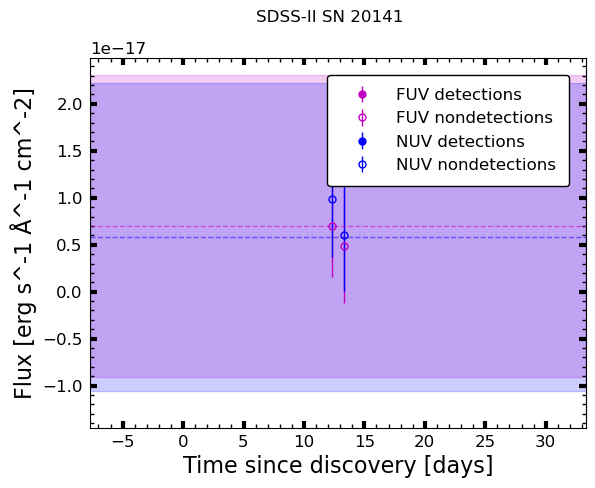 SDSS-II SN 20141
1e−17
FUV detections
FUV nondetections
NUV detections
NUV nondetections
2.0
1.5
1.0
0.5
0.0
−0.5
−1.0
Flux [erg s^-1 Å^-1 cm^-2]
−5 0 5 10 15 20 25 30
Time since discovery [days]